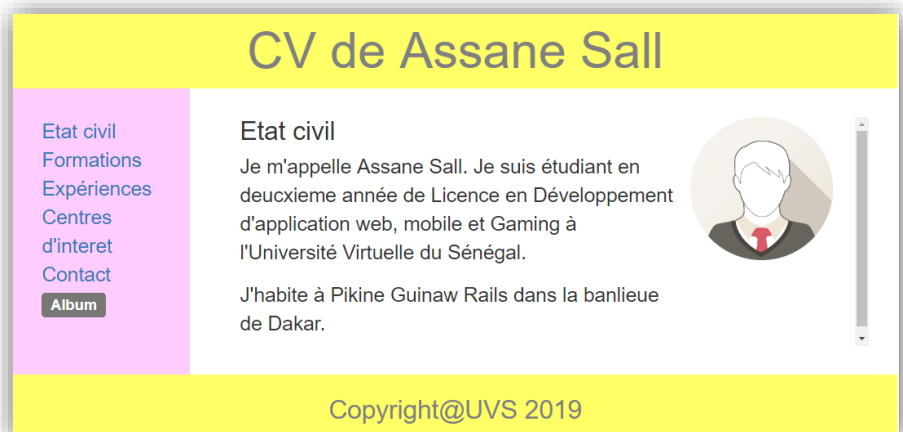 CV de Assane Sall
Etat civil
Formations
Expériences
Centres
d'interet
Contact
Album
Etat civil
Je m'appelle Assane Sall. Je suis étudiant en
deucxieme année de Licence en Développement
d'application web, mobile et Gaming à
l'Université Virtuelle du Sénégal.
J'habite à Pikine Guinaw Rails dans la banlieue
de Dakar.
Copyright@UVS 2019